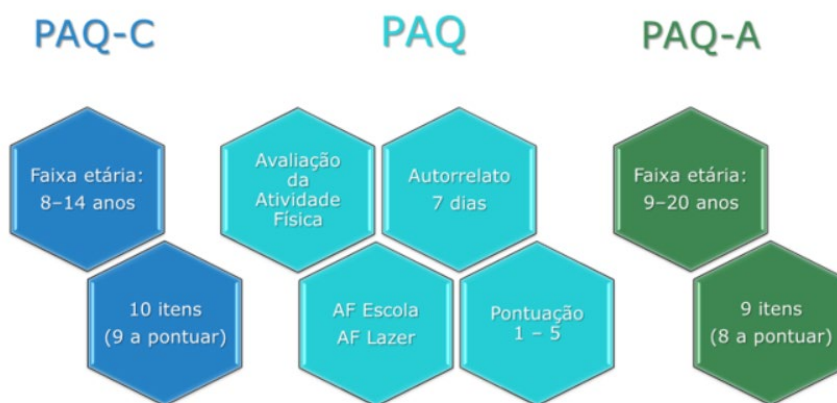 PAQ-C
PAQ
PAQ-A
Faixa etária:
8–14 anos
Avaliação
da
Atividade
Física
Autorrelato
7 dias
Faixa etária:
9–20 anos
10 itens
(9 a pontuar)
AF Escola
AF Lazer
Pontuação
1 – 5
9 itens
(8 a pontuar)